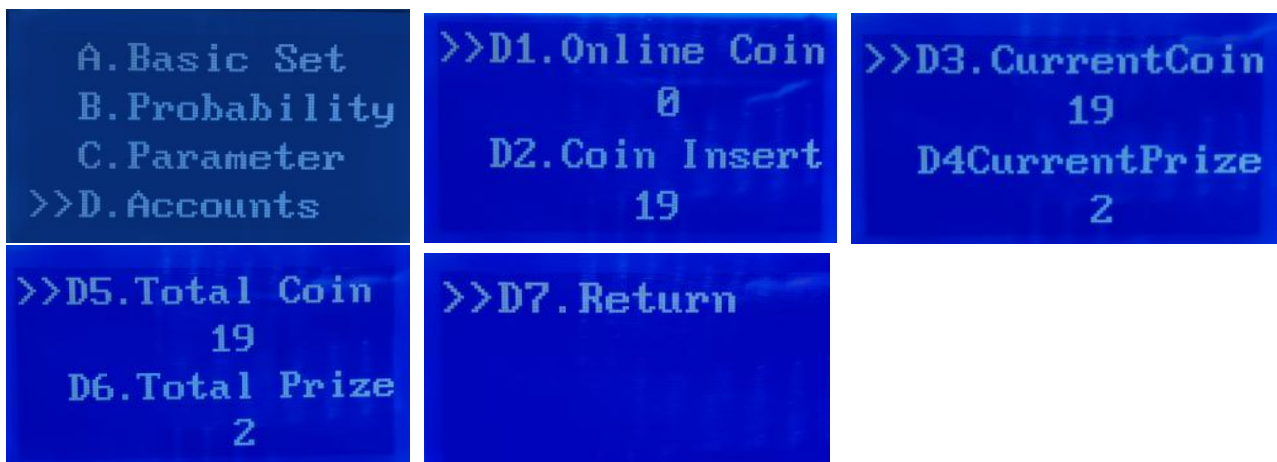 A.Basic Set
B.Probability
C.Parameter
>>D.Accounts
>>D1.Online Coin
0
D2.Coin Insert
19
>>D3.CurrentCoin
19
D4CurrentPrize
2
>>D5.Total Coin
19
D6.Total Prize
2
>>D7.Return